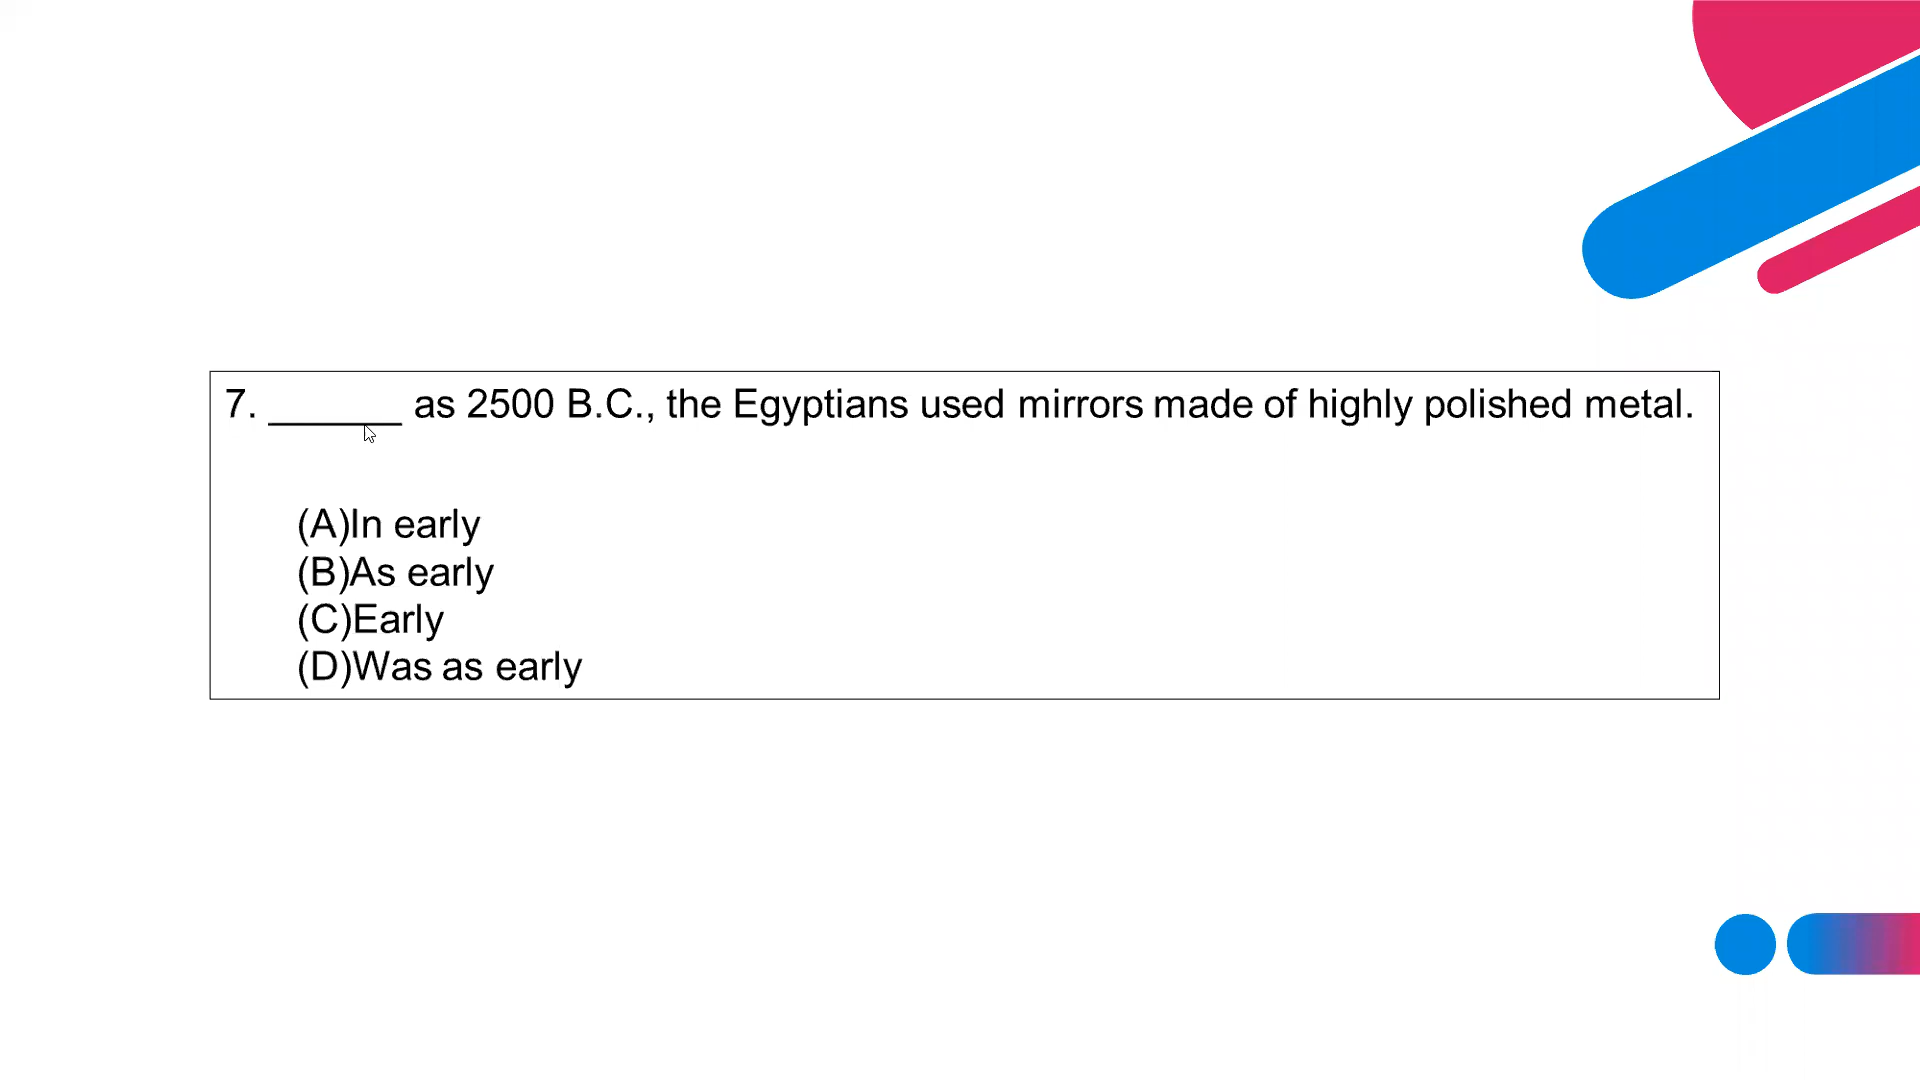 7. ______ as 2500 B.C., the Egyptians used mirrors made of highly polished metal.
(A)In early
(B)As early
(C)Early
(D)Was as early